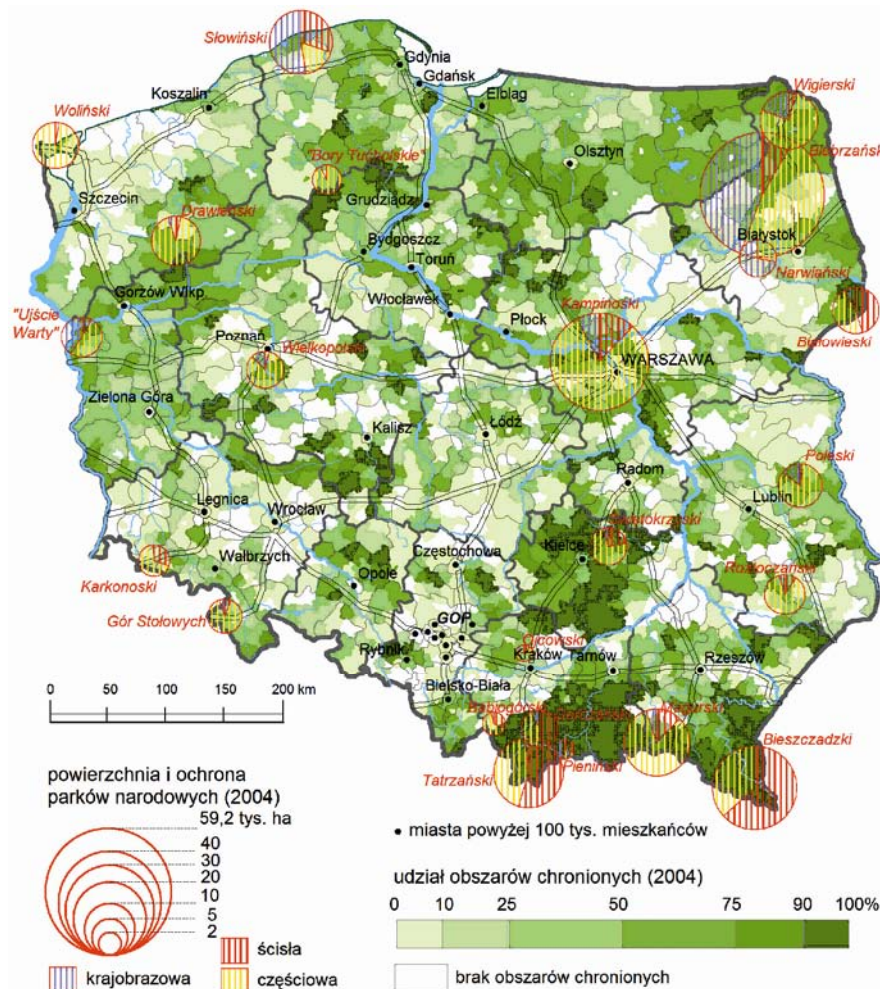 Słowiński
Gdynia
Gdańsk
Koszalin
Elbląg
Wigierski
Woliński
Olsztyn
"Bory Tucholskie"
Biebrzański
Szczecin
Drawieński
Grudziądz
Bydgoszcz
Białystok
Toruń
Narwiański
Gorzów Wlkp.
Włocławek
Kampinoski
"Ujście
Warty"
Płock
Poznań
Wielkopolski
Białowieski
WARSZAWA
Zielona Góra
Kalisz
Łódź
Poleski
Radom
Legnica
Wrocław
Lublin
Świętokrzyski
Kielce
Wałbrzych
Częstochowa
Karkonoski
Opole
Roztoczański
Gór Stołowych
GOP
Ojcowski
Rybnik
Kraków
Tarnów
Rzeszów
Bielsko-Biała
Babiogórski
Gorczański
Magurski
Bieszczadzki
Pieniński
Tatrzański
0 50 100 150 200 km
powierzchnia i ochrona
parków narodowych (2004)
59,2 tys. ha
40
30
20
10
5
2
ścisła
krajobrazowa
częściowa
miasta powyżej 100 tys. mieszkańców
udział obszarów chronionych (2004)
0 10 25 50 75 90 100%
brak obszarów chronionych